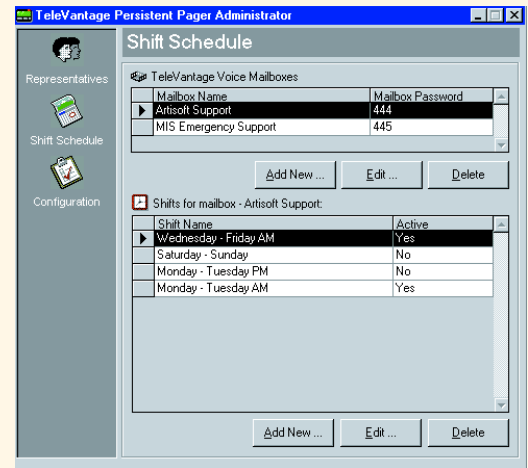 TeleVantage Persistent Pager Administrator
Shift Schedule
Representatives
Shift Schedule
Configuration
TeleVantage Voice Mailboxes
Mailbox Name Mailbox Password
Artisoft Support 444
MIS Emergency Support 445
Add New ... Edit ... Delete
Shifts for mailbox - Artisoft Support:
Shift Name Active
Wednesday - Friday AM Yes
Saturday - Sunday No
Monday - Tuesday PM No
Monday - Tuesday AM Yes
Add New ... Edit ... Delete